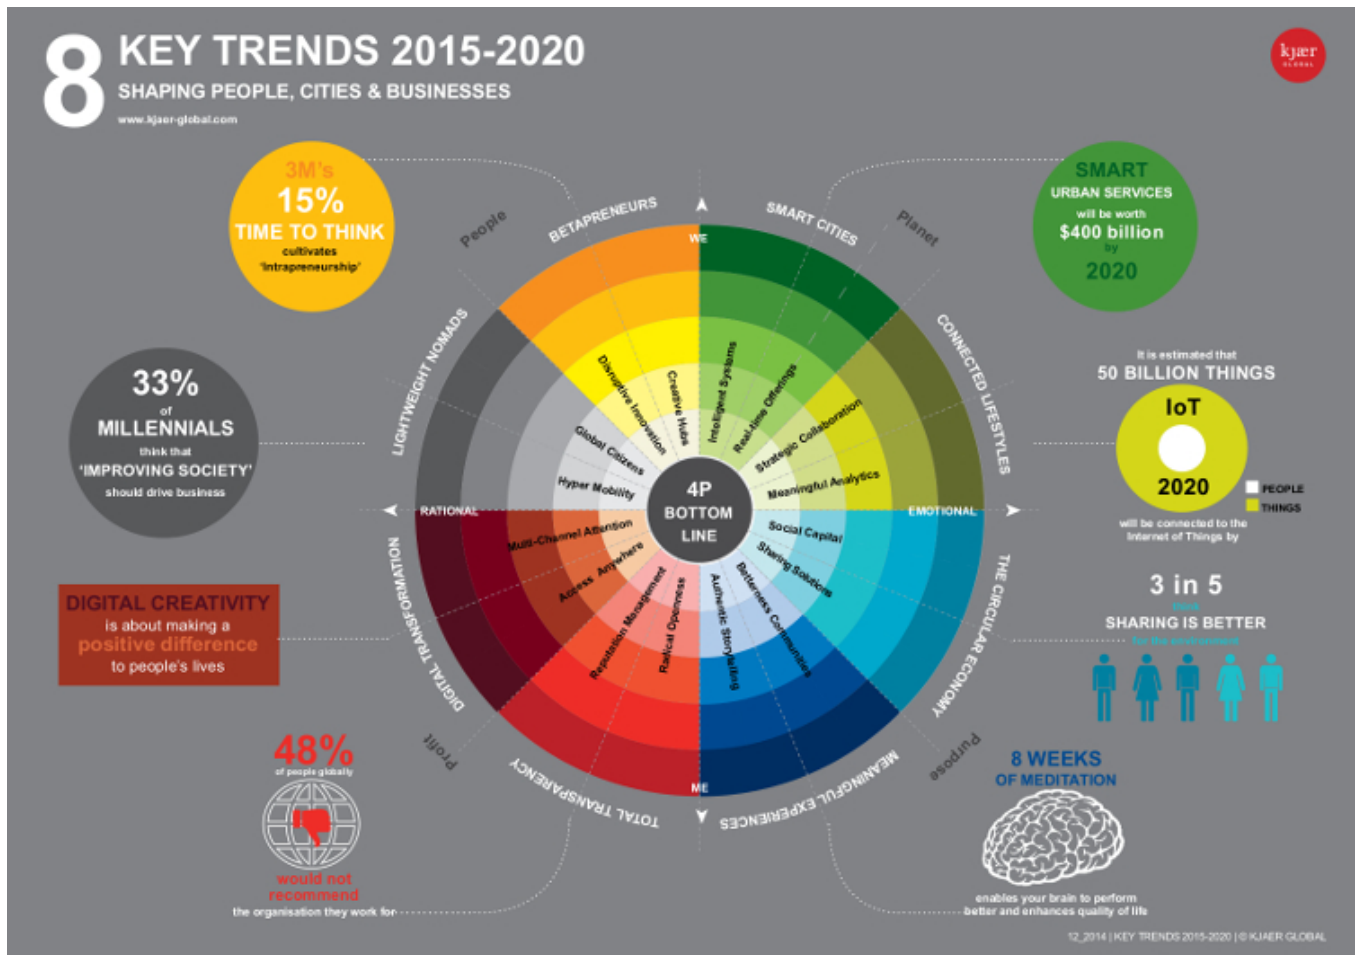 8
KEY TRENDS 2015-2020
SHAPING PEOPLE, CITIES & BUSINESSES
www.kjaer-global.com
kjær
GLOBAL
3M's
15%
TIME TO THINK
cultivates
'Intrapreneurship'
33%
of
MILLENNIALS
think that
'IMPROVING SOCIETY'
should drive business
DIGITAL CREATIVITY
is about making a
positive difference
to people's lives
48%
of people globally
would not
recommend
the organisation they work for
People
Planet
Profit
Purpose
BETAPRENEURS
SMART CITIES
CONNECTED LIFESTYLES
THE CIRCULAR ECONOMY
MEANINGFUL EXPERIENCES
TOTAL TRANSPARENCY
DIGITAL TRANSFORMATION
LIGHTWEIGHT NOMADS
WE
EMOTIONAL
ME
RATIONAL
Disruptive Innovation
Creative Hubs
Intelligent Systems
Real-time Offerings
Strategic Collaboration
Meaningful Analytics
Social Capital
Sharing Solutions
Betterness Communities
Authentic Storytelling
Radical Openness
Reputation Management
Access Anywhere
Multi-Channel Attention
Hyper Mobility
Global Citizens
4P
BOTTOM
LINE
SMART
URBAN SERVICES
will be worth
$400 billion
by
2020
It is estimated that
50 BILLION THINGS
IoT
2020
PEOPLE
THINGS
will be connected to the
Internet of Things by
3 in 5
think
SHARING IS BETTER
for the environment
8 WEEKS
OF MEDITATION
enables your brain to perform
better and enhances quality of life
12_2014 | KEY TRENDS 2015-2020 | © KJAER GLOBAL